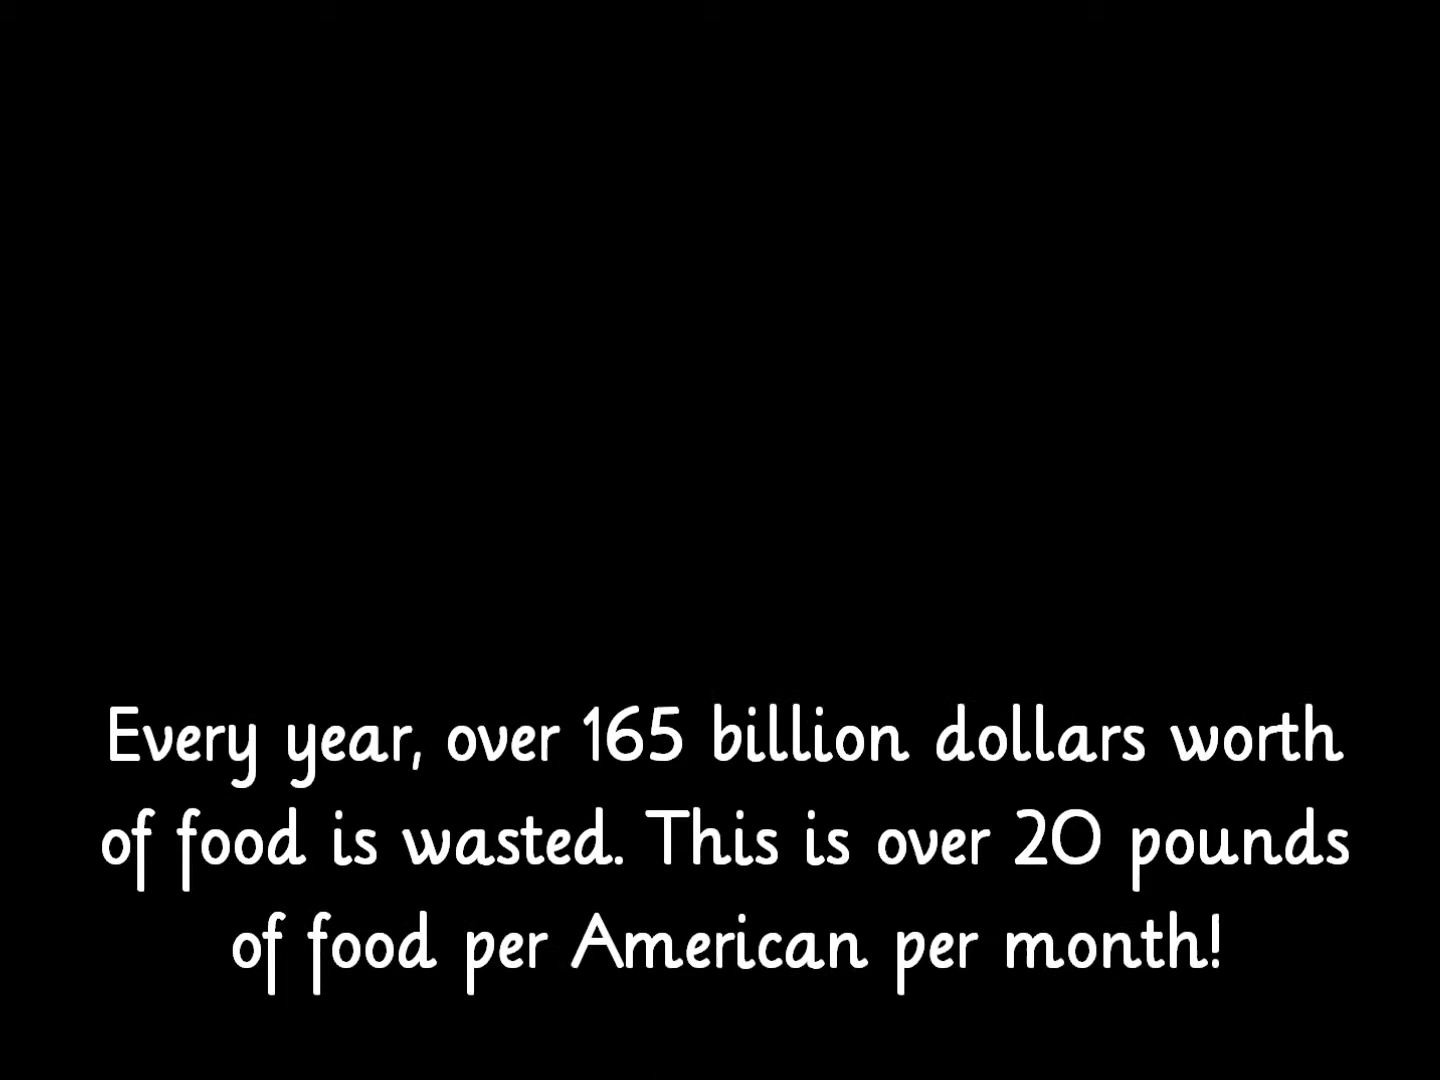 Every year, over 165 billion dollars worth
of food is wasted. This is over 20 pounds
of food per American per month!